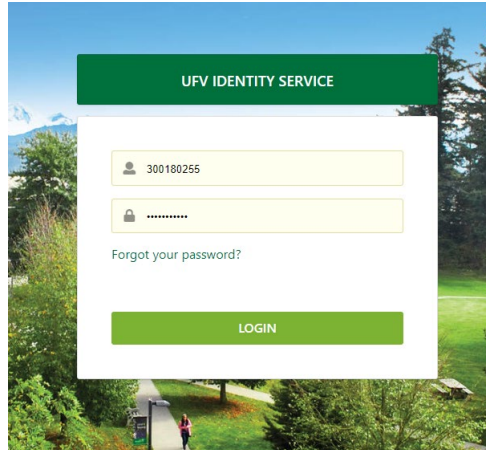 UFV IDENTITY SERVICE
300180255
•••••••••••
Forgot your password?
LOGIN